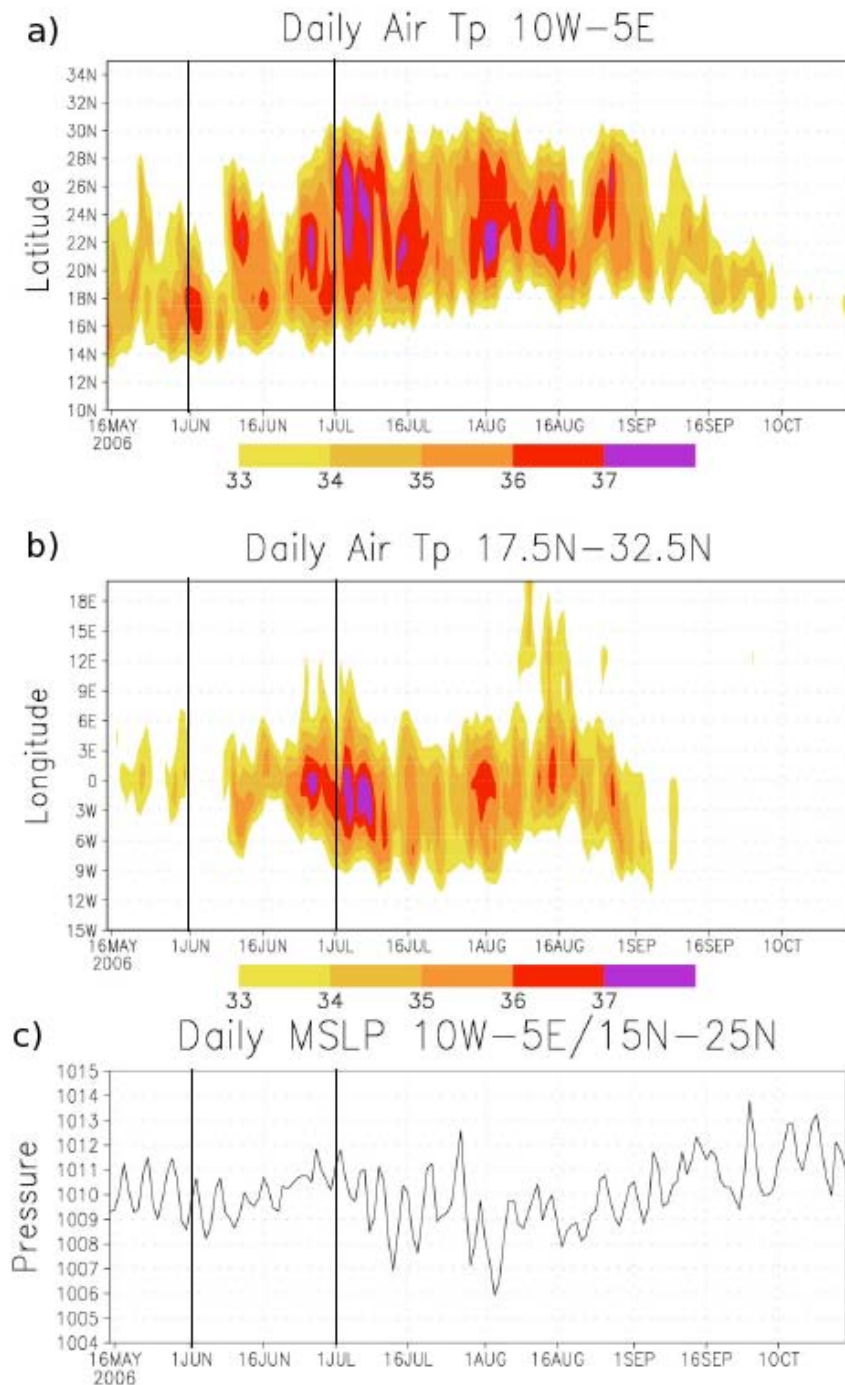 a) Daily Air Tp 10W-5E
Latitude
34N
32N
30N
28N
26N
24N
22N
20N
18N
16N
14N
12N
10N
16MAY 1JUN 16JUN 1JUL 16JUL 1AUG 16AUG 1SEP 16SEP 1OCT
2006
33 34 35 36 37
b) Daily Air Tp 17.5N-32.5N
Longitude
18E
15E
12E
9E
6E
3E
0
3W
6W
9W
12W
15W
16MAY 1JUN 16JUN 1JUL 16JUL 1AUG 16AUG 1SEP 16SEP 1OCT
2006
33 34 35 36 37
c) Daily MSLP 10W-5E/15N-25N
Pressure
1015
1014
1013
1012
1011
1010
1009
1008
1007
1006
1005
1004
16MAY 1JUN 16JUN 1JUL 16JUL 1AUG 16AUG 1SEP 16SEP 1OCT
2006